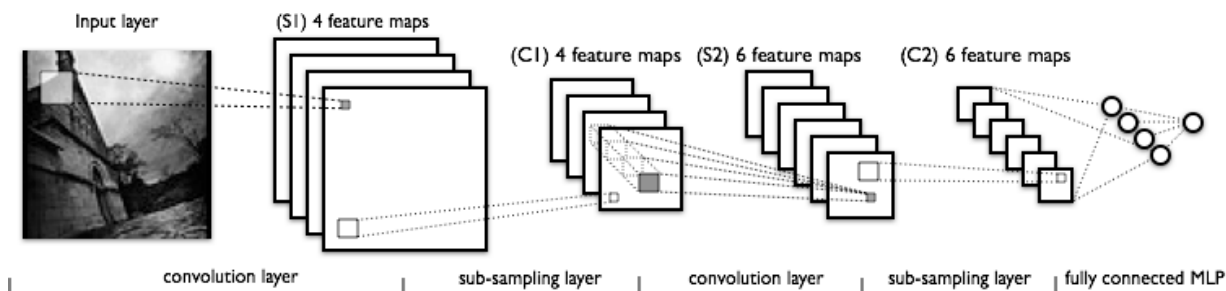 Input layer
(S1) 4 feature maps
(C1) 4 feature maps
(S2) 6 feature maps
(C2) 6 feature maps
convolution layer
sub-sampling layer
convolution layer
sub-sampling layer
fully connected MLP